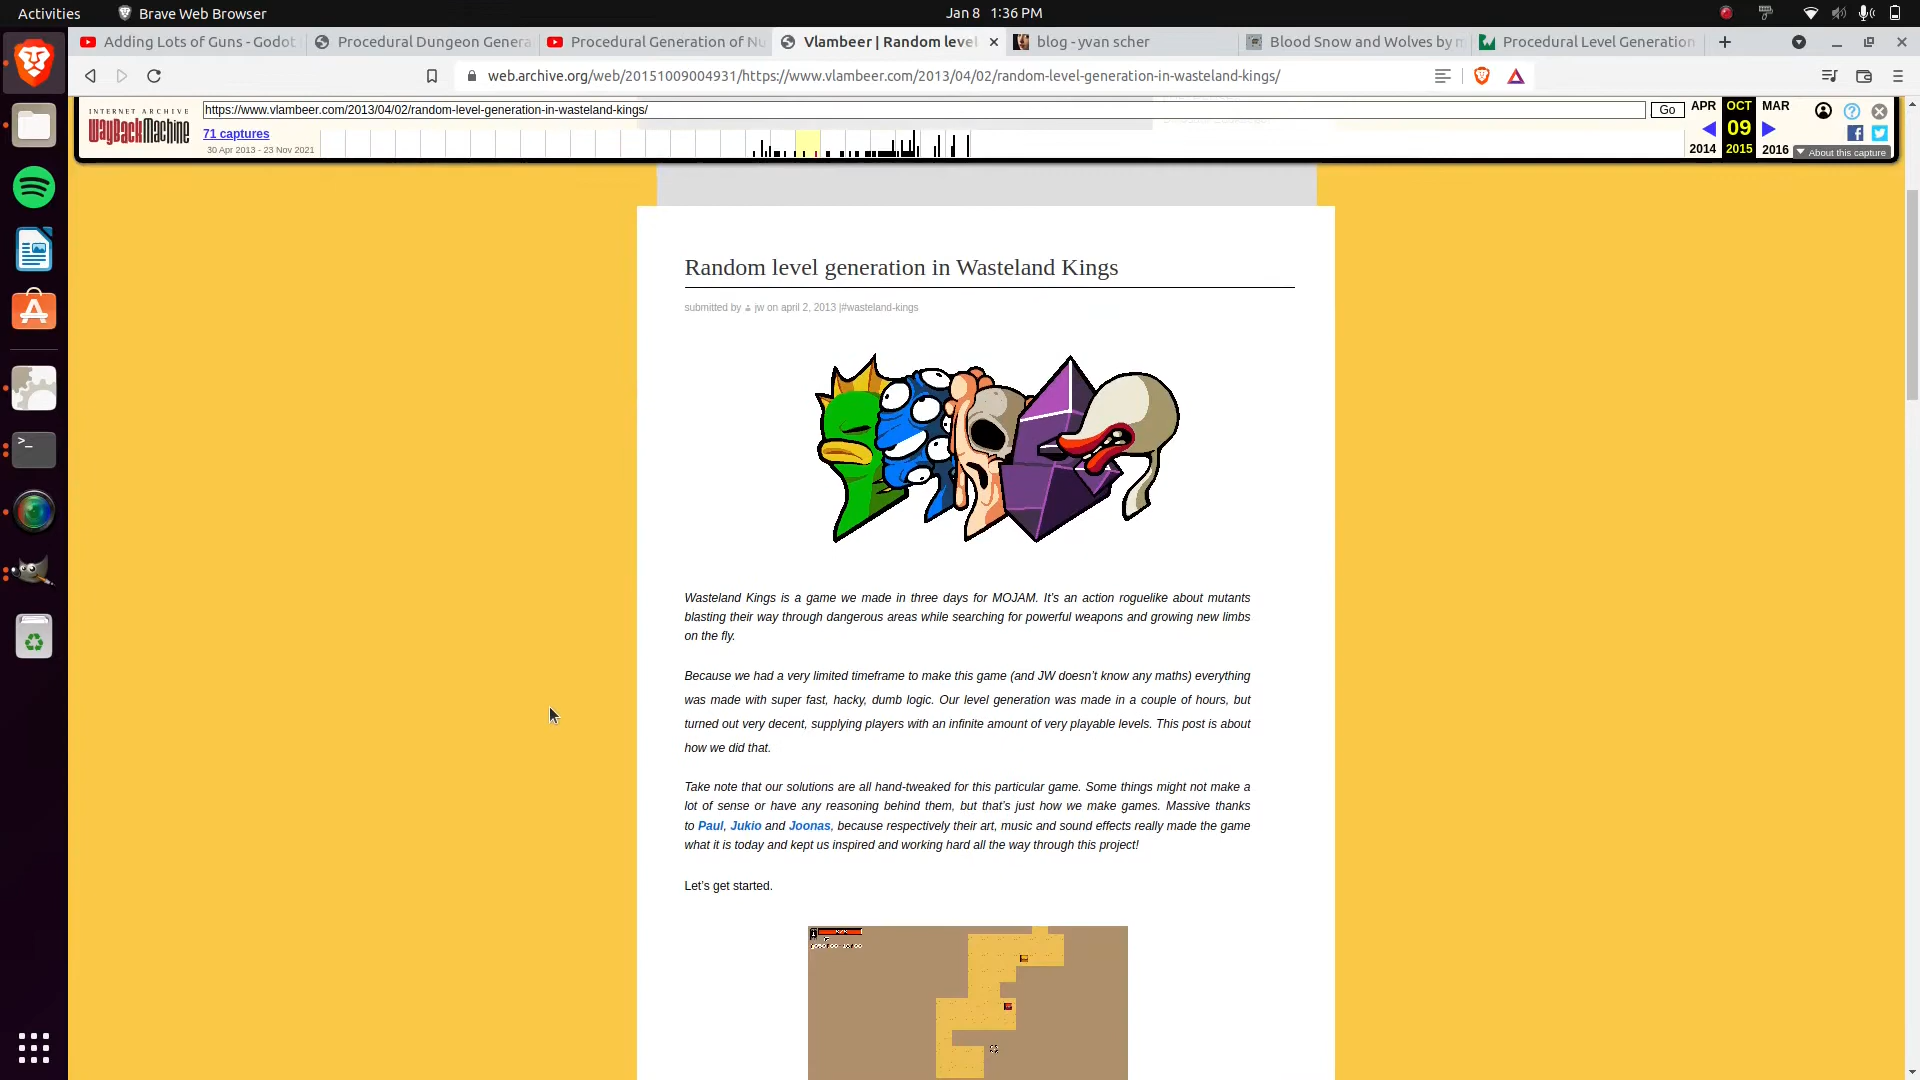 Activities
Brave Web Browser
Jan 8 1:36 PM
Adding Lots of Guns - Godot
Procedural Dungeon Genera
Procedural Generation of Nu
Vlambeer | Random level
blog - yvan scher
Blood Snow and Wolves by m
Procedural Level Generation
web.archive.org/web/20151009004931/https://www.vlambeer.com/2013/04/02/random-level-generation-in-wasteland-kings/
INTERNET ARCHIVE
WayBackMachine
https://www.vlambeer.com/2013/04/02/random-level-generation-in-wasteland-kings/
Go
71 captures
30 Apr 2013 - 23 Nov 2021
APR OCT MAR
09
2014 2015 2016
About this capture
Random level generation in Wasteland Kings
submitted by jw on april 2, 2013 |#wasteland-kings
Wasteland Kings is a game we made in three days for MOJAM. It's an action roguelike about mutants
blasting their way through dangerous areas while searching for powerful weapons and growing new limbs
on the fly.
Because we had a very limited timeframe to make this game (and JW doesn't know any maths) everything
was made with super fast, hacky, dumb logic. Our level generation was made in a couple of hours, but
turned out very decent, supplying players with an infinite amount of very playable levels. This post is about
how we did that.
Take note that our solutions are all hand-tweaked for this particular game. Some things might not make a
lot of sense or have any reasoning behind them, but that's just how we make games. Massive thanks
to Paul, Jukio and Joonas, because respectively their art, music and sound effects really made the game
what it is today and kept us inspired and working hard all the way through this project!
Let's get started.